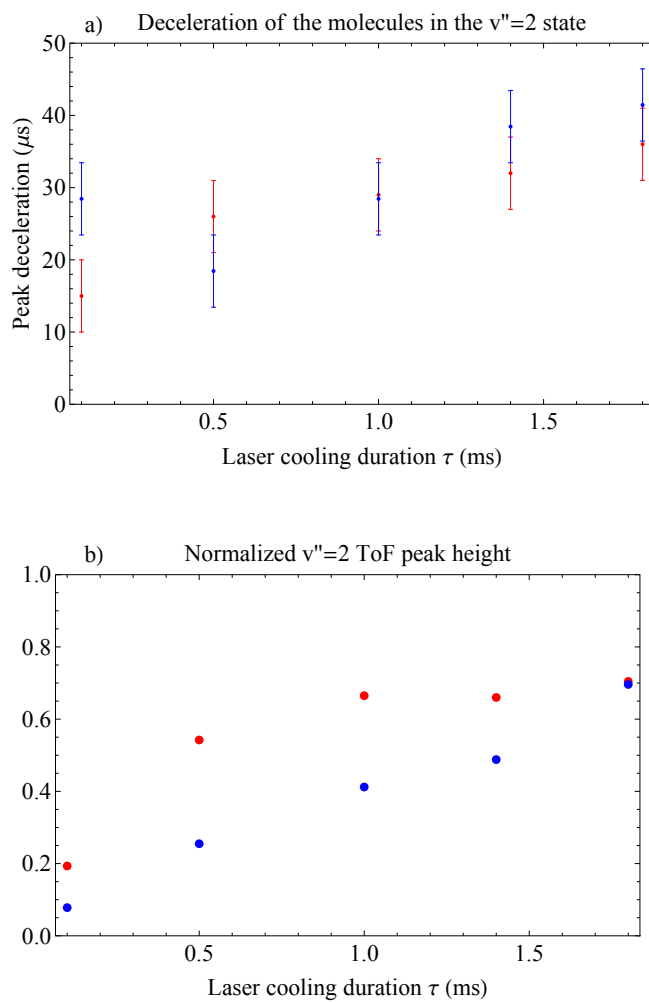 a) Deceleration of the molecules in the v"=2 state
Peak deceleration (μs)
50
40
30
20
10
0
0.5 1.0 1.5
Laser cooling duration τ (ms)
b) Normalized v"=2 ToF peak height
1.0
0.8
0.6
0.4
0.2
0.0
0.5 1.0 1.5
Laser cooling duration τ (ms)